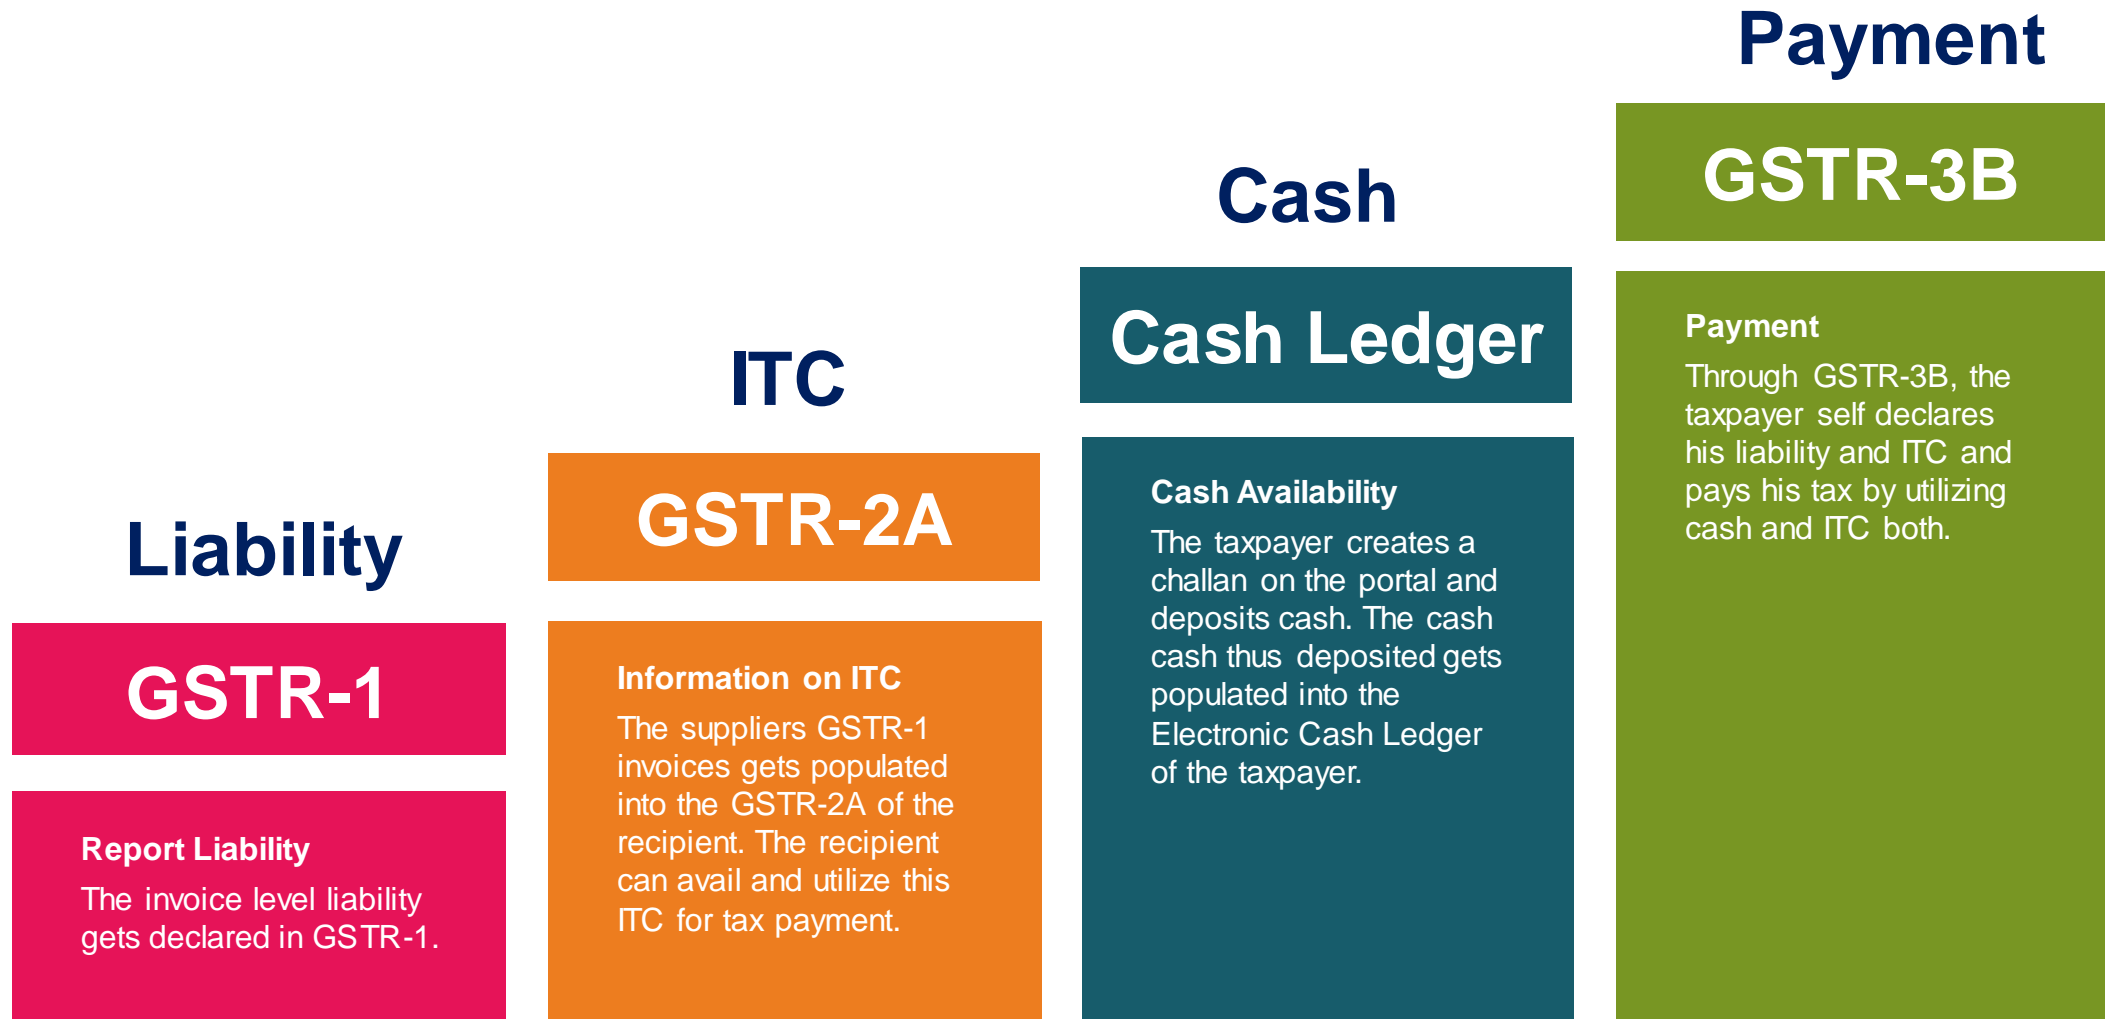 Liability
GSTR-1
Report Liability
The invoice level liability
gets declared in GSTR-1.
ITC
GSTR-2A
Information on ITC
The suppliers GSTR-1
invoices gets populated
into the GSTR-2A of the
recipient. The recipient
can avail and utilize this
ITC for tax payment.
Cash
Cash Ledger
Cash Availability
The taxpayer creates a
challan on the portal and
deposits cash. The cash
cash thus deposited gets
populated into the
Electronic Cash Ledger
of the taxpayer.
Payment
GSTR-3B
Payment
Through GSTR-3B, the
taxpayer self declares
his liability and ITC and
pays his tax by utilizing
cash and ITC both.